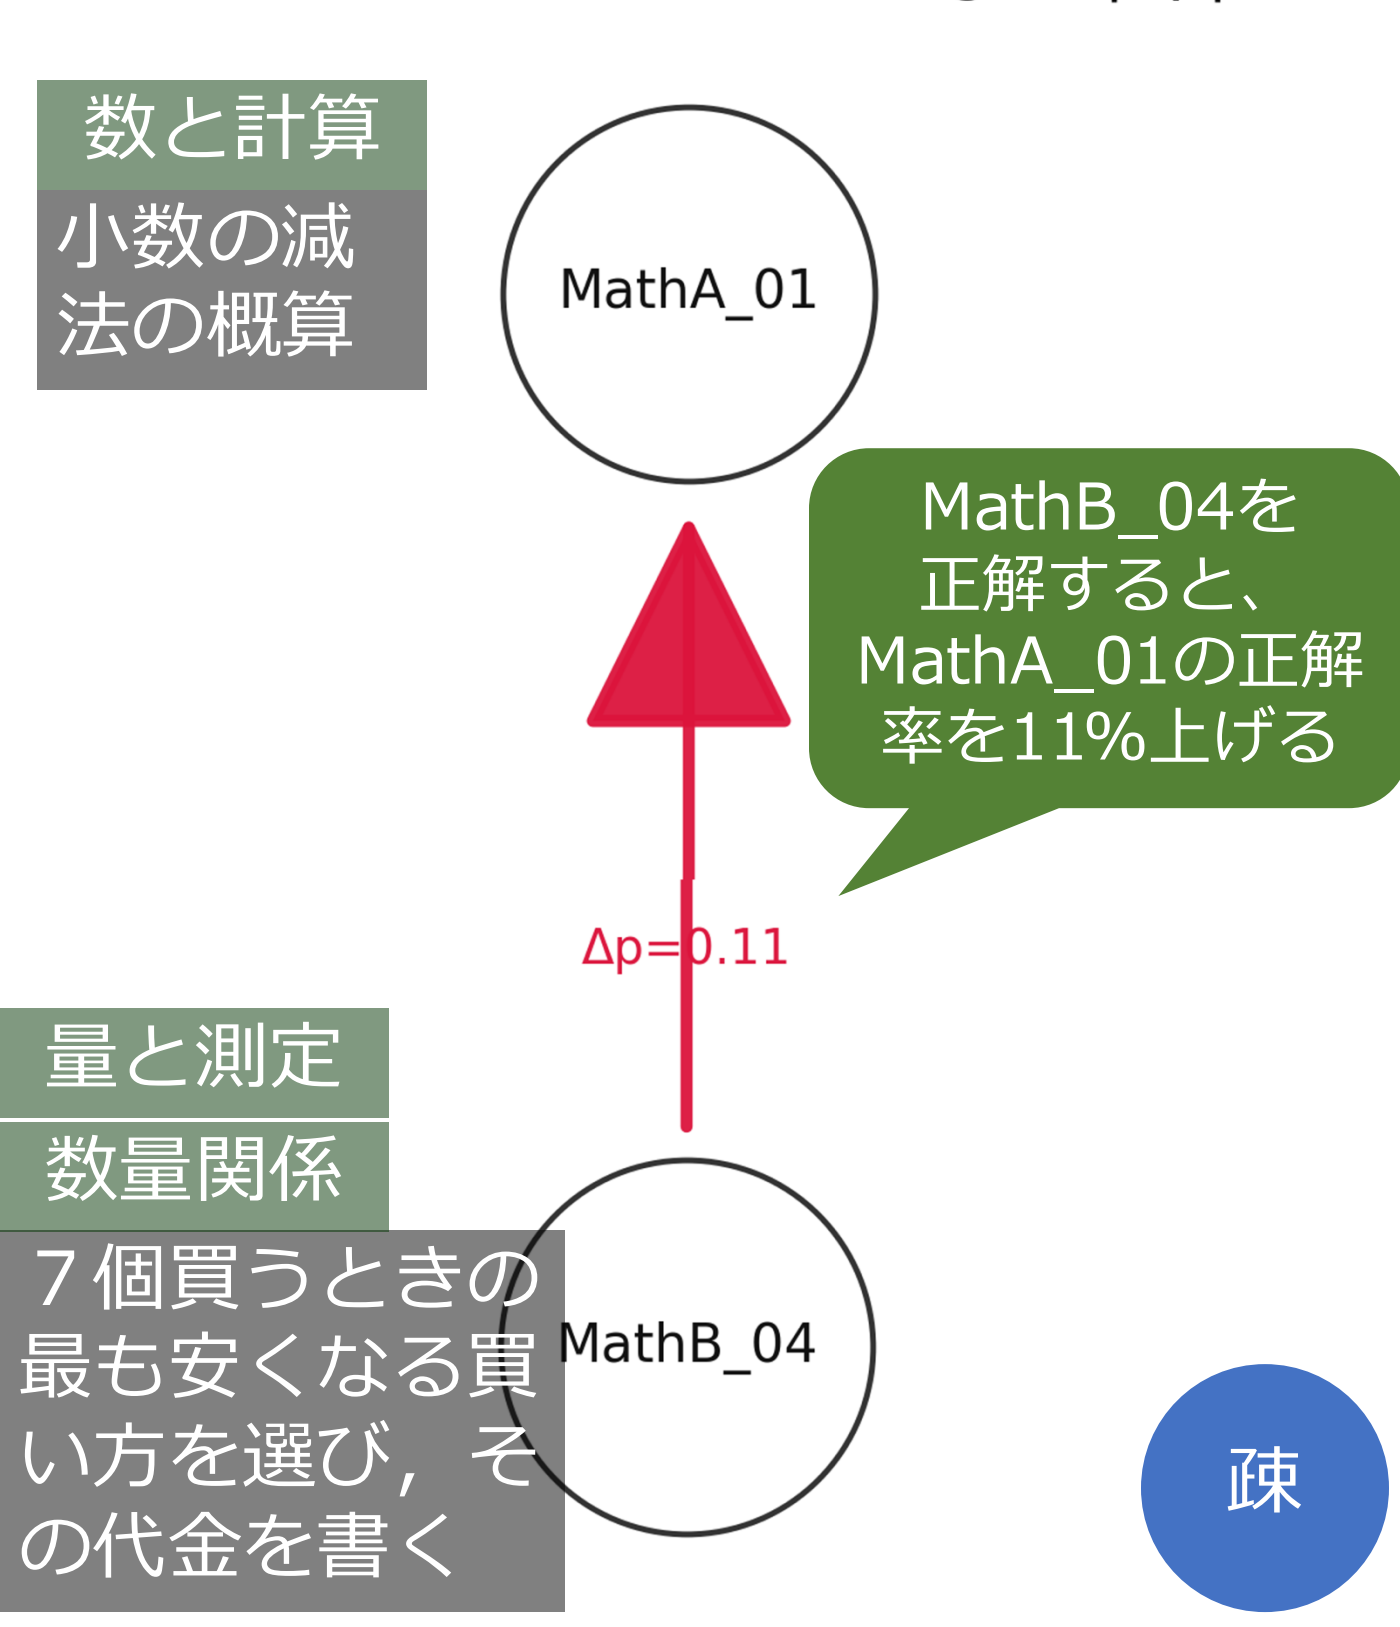 数と計算
小数の減
法の概算
MathA_01
MathB_04を
正解すると、
MathA_01の正解
率を11%上げる
Δp=0.11
量と測定
数量関係
７個買うときの
最も安くなる買
い方を選び，そ
の代金を書く
MathB_04
疎